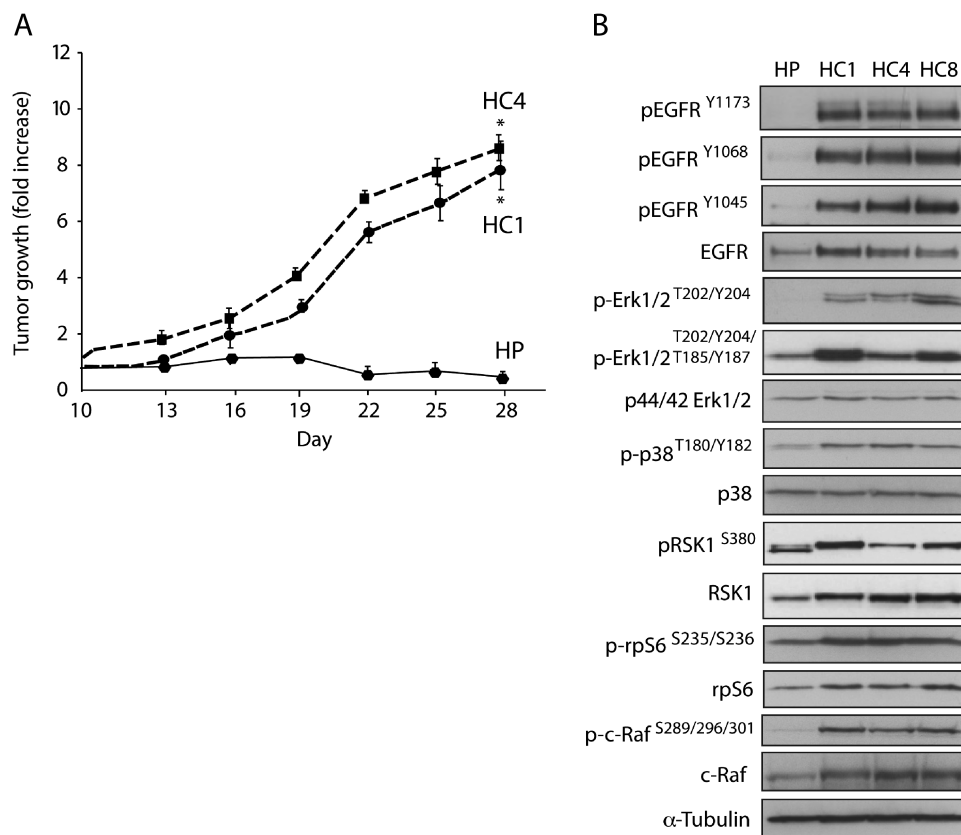 A
12
10
8
6
4
2
0
Tumor growth (fold increase)
HC4
*
*
HC1
HP
10 13 16 19 22 25 28
Day
B
HP HC1 HC4 HC8
pEGFR Y1173
pEGFR Y1068
pEGFR Y1045
EGFR
p-Erk1/2 T202/Y204
T202/Y204/
p-Erk1/2 T185/Y187
p44/42 Erk1/2
p-p38 T180/Y182
p38
pRSK1 S380
RSK1
p-rpS6 S235/S236
rpS6
p-c-Raf S289/296/301
c-Raf
α-Tubulin